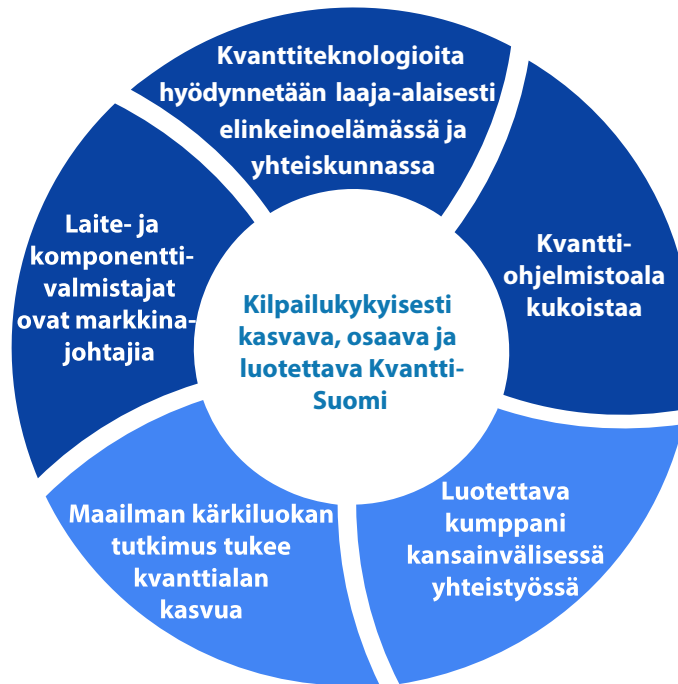 Kvanttiteknologioita
hyödynnetään laaja-alaisesti
elinkeinoelämässä ja
yhteiskunnassa
Kvantti-
ohjelmistoala
kukoistaa
Luotettava
kumppani
kansainvälisessä
yhteistyössä
Maailman kärkiluokan
tutkimus tukee
kvanttialan
kasvua
Laite- ja
komponentti-
valmistajat
ovat markkina-
johtajia
Kilpailukykyisesti
kasvava, osaava ja
luotettava Kvantti-
Suomi